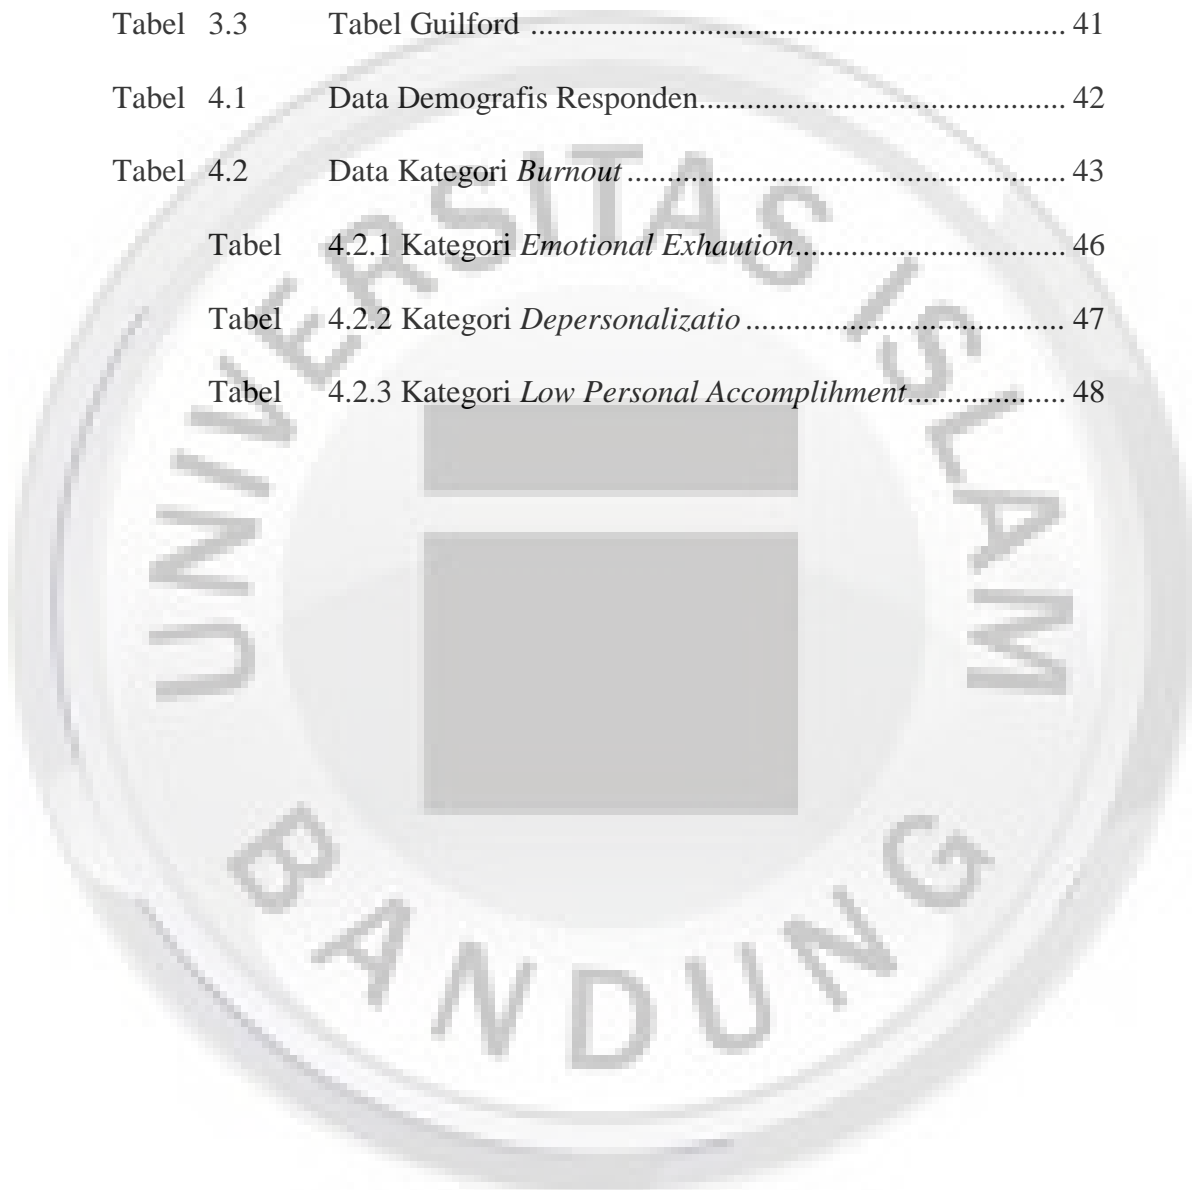 Tabel 3.3 Tabel Guilford ................................................................... 41
Tabel 4.1 Data Demografis Responden.............................................. 42
Tabel 4.2 Data Kategori Burnout ....................................................... 43
Tabel 4.2.1 Kategori Emotional Exhaution.................................. 46
Tabel 4.2.2 Kategori Depersonalizatio ........................................ 47
Tabel 4.2.3 Kategori Low Personal Accomplihment.................... 48
UNIVERSITAS ISLAM
BANDUNG